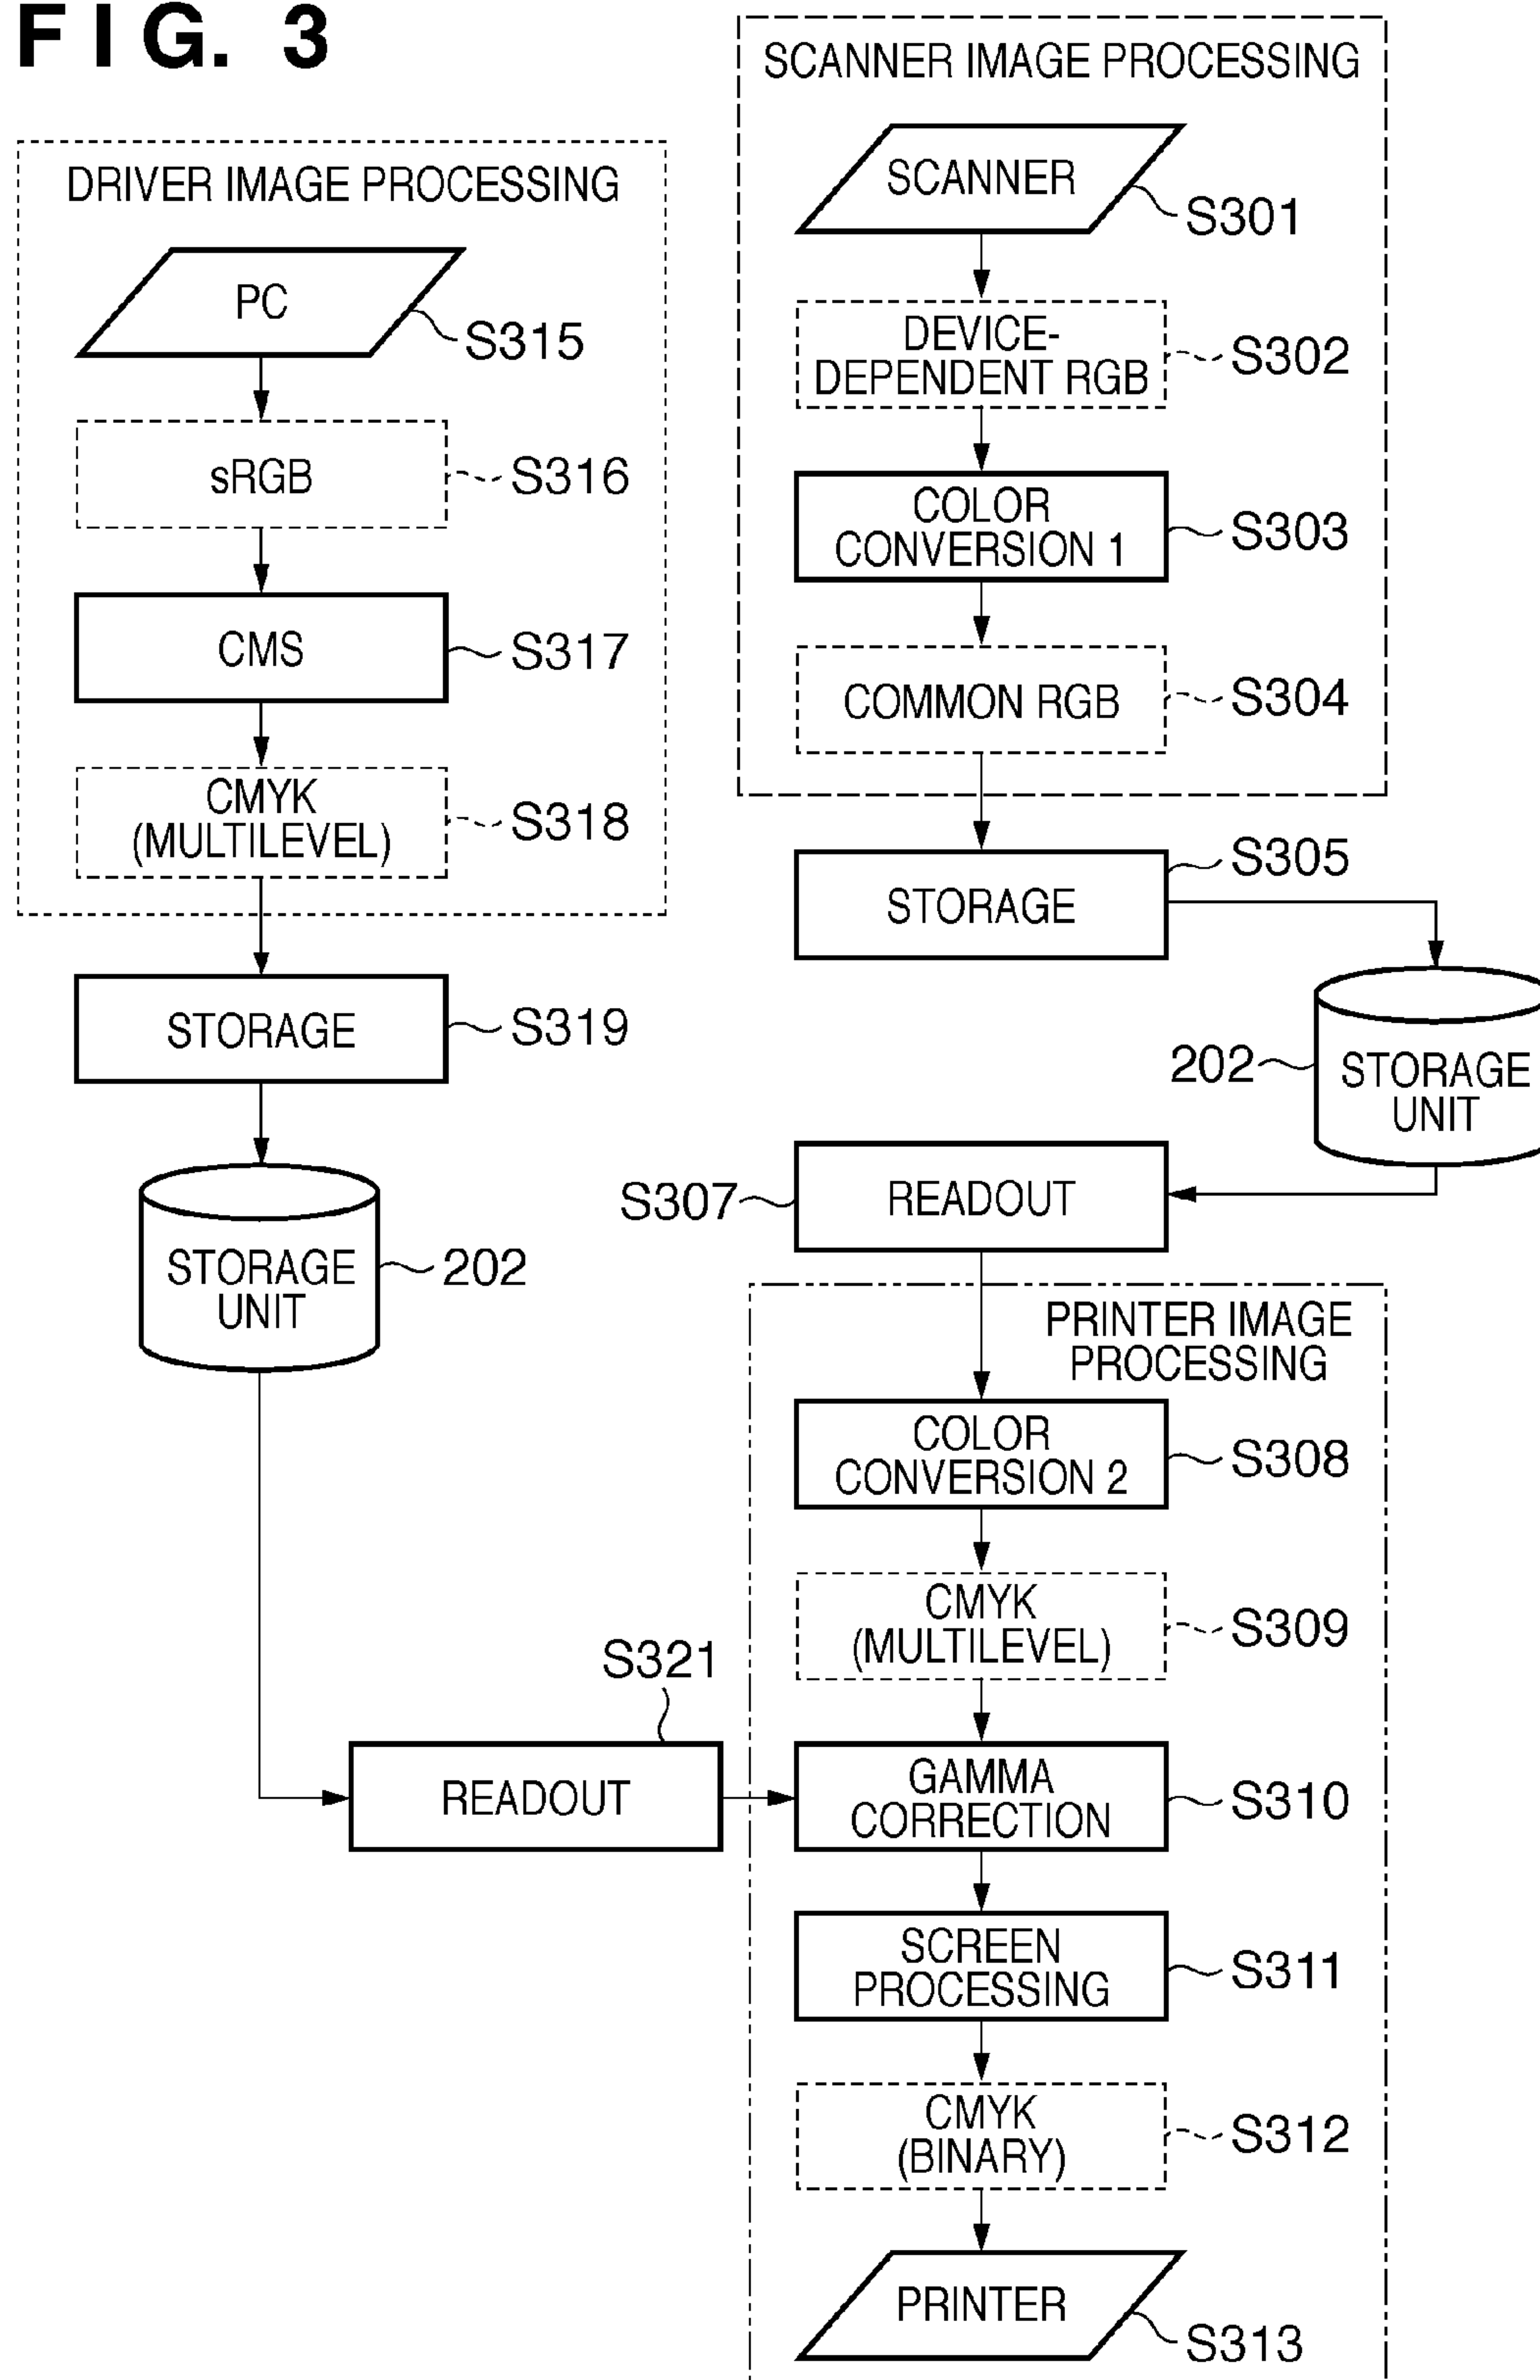 FIG. 3
DRIVER IMAGE PROCESSING
PC
S315
sRGB
S316
CMS
S317
CMYK
(MULTILEVEL)
S318
STORAGE
S319
STORAGE
UNIT
202
READOUT
S321
SCANNER IMAGE PROCESSING
SCANNER
S301
DEVICE-
DEPENDENT RGB
S302
COLOR
CONVERSION 1
S303
COMMON RGB
S304
STORAGE
S305
STORAGE
UNIT
202
READOUT
S307
PRINTER IMAGE
PROCESSING
COLOR
CONVERSION 2
S308
CMYK
(MULTILEVEL)
S309
GAMMA
CORRECTION
S310
SCREEN
PROCESSING
S311
CMYK
(BINARY)
S312
PRINTER
S313